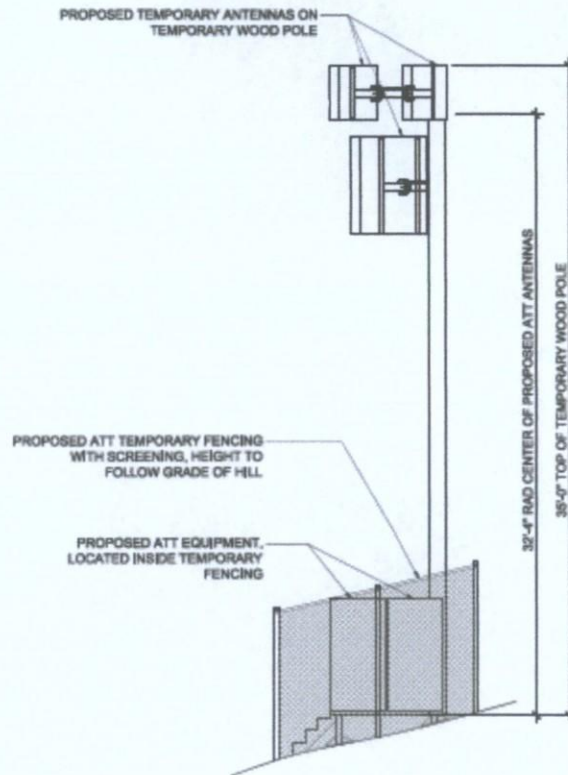 PROPOSED TEMPORARY ANTENNAS ON
TEMPORARY WOOD POLE
32'-4" RAD CENTER OF PROPOSED ATT ANTENNAS
35'-0" TOP OF TEMPORARY WOOD POLE
PROPOSED ATT TEMPORARY FENCING
WITH SCREENING, HEIGHT TO
FOLLOW GRADE OF HILL
PROPOSED ATT EQUIPMENT,
LOCATED INSIDE TEMPORARY
FENCING